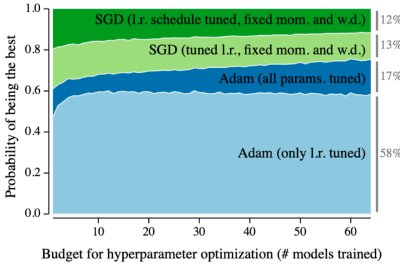 Probability of being the best
1.0
0.8
0.6
0.4
0.2
0.0
SGD (l.r. schedule tuned, fixed mom. and w.d.)
SGD (tuned l.r., fixed mom. and w.d.)
Adam (all params. tuned)
Adam (only l.r. tuned)
12%
13%
17%
58%
10 20 30 40 50 60
Budget for hyperparameter optimization (# models trained)